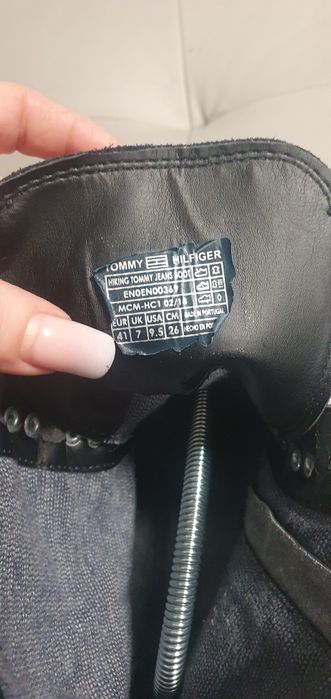 TOMMY HILFIGER
HIKING TOMMY JEANS BOOT
EN0EN00369
MCM-HC1 02/18
EUR UK USA CM MADE IN PORTUGAL
41 7 9.5 26 HECHO EN POR